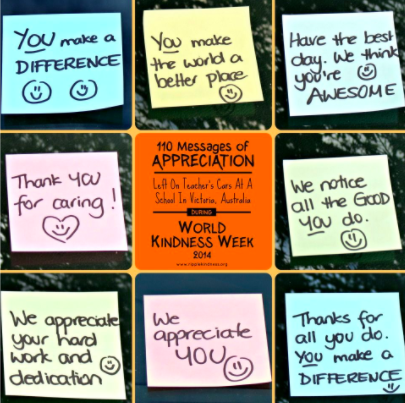 YOU make a
DIFFERENCE
YOU make
the world a
better place
Have the best
day. We think
you're
AWESOME
Thank YOU
for caring!
110 Messages of
APPRECIATION
Left On Teacher's Cars At A
School In Victoria, Australia
DURING
WORLD
KINDNESS WEEK
2014
www.ripplekindness.org
We notice
all the GOOD
YOU do.
We appreciate
your hard
work and
dedication
We
appreciate
YOU
Thanks for
all you do.
YOU make a
DIFFERENCE